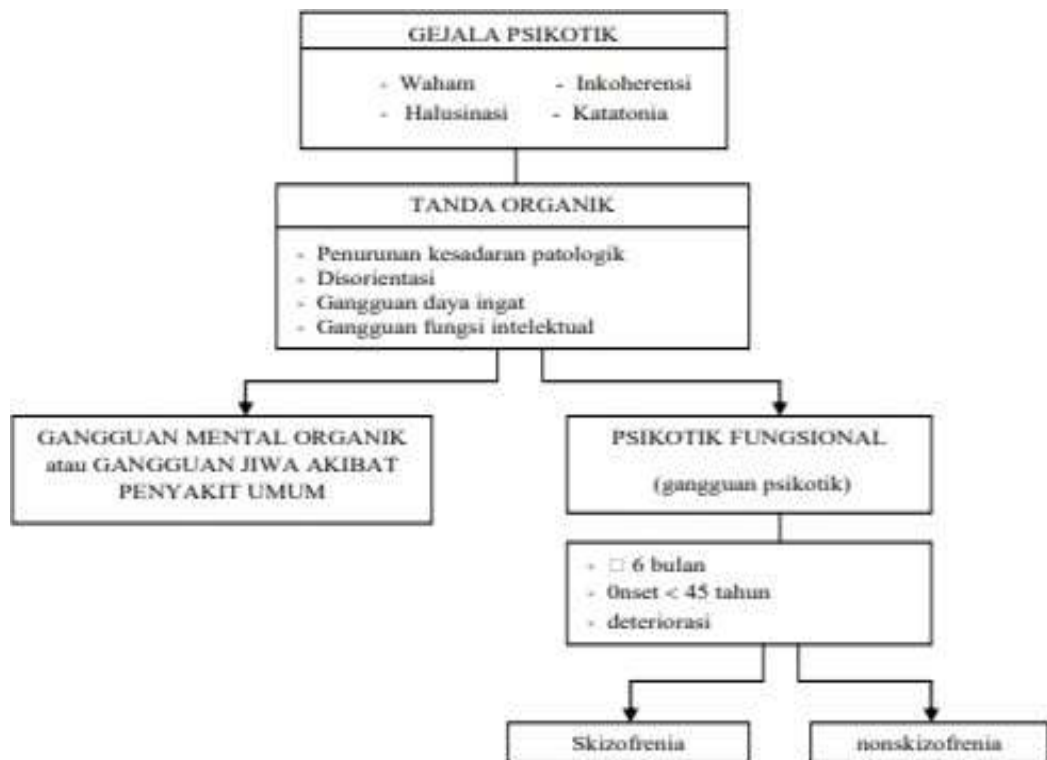 GEJALA PSIKOTIK
- Waham - Inkoherensi
- Halusinasi - Katatonia
TANDA ORGANIK
- Penurunan kesadaran patologik
- Disorientasi
- Gangguan daya ingat
- Gangguan fungsi intelektual
GANGGUAN MENTAL ORGANIK
atau GANGGUAN JIWA AKIBAT
PENYAKIT UMUM
PSIKOTIK FUNGSIONAL
(gangguan psikotik)
- □ 6 bulan
- 0nset < 45 tahun
- deteriorasi
Skizofrenia
nonskizofrenia